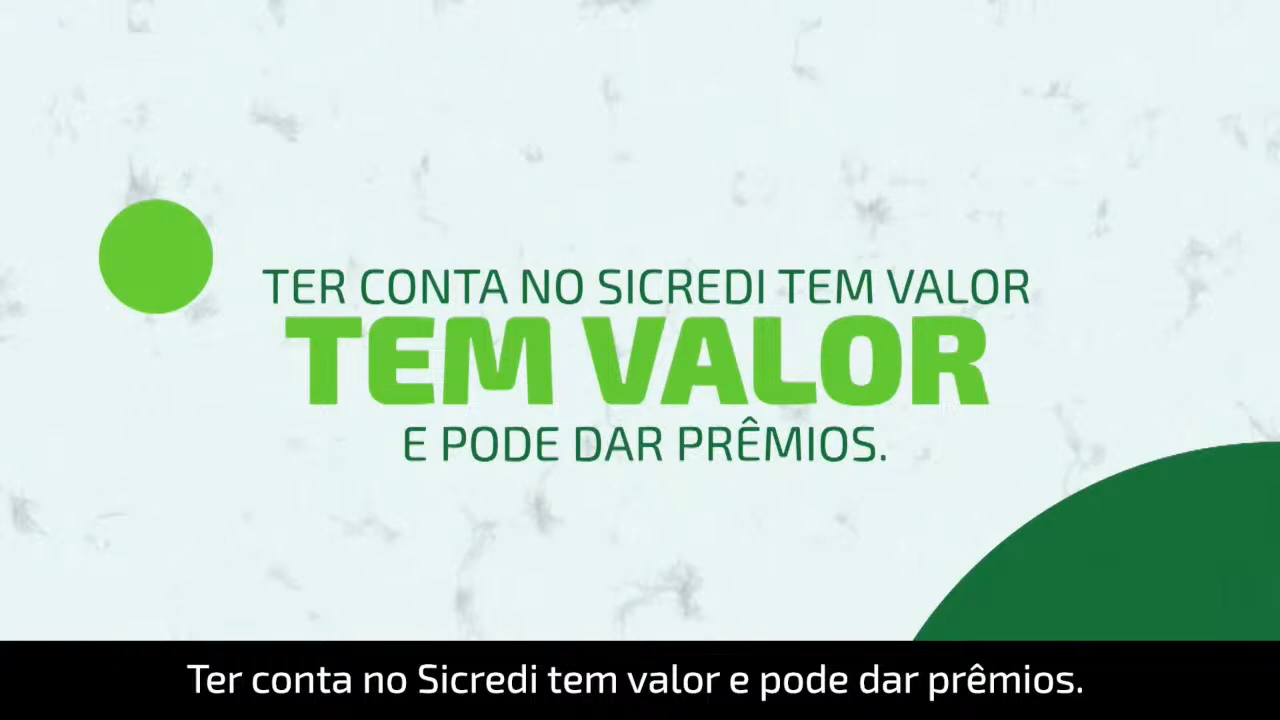 TER CONTA NO SICREDI TEM VALOR
TEM VALOR
E PODE DAR PRÊMIOS.
Ter conta no Sicredi tem valor e pode dar prêmios.